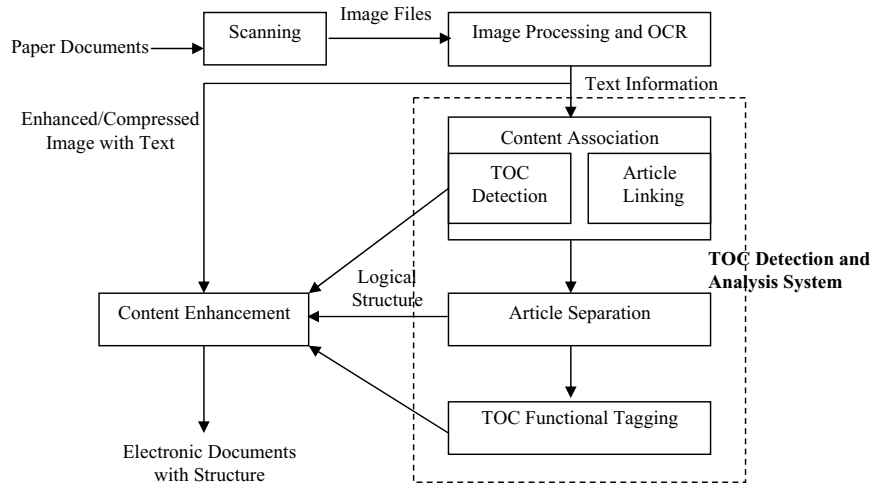 Image Files
Scanning
Image Processing and OCR
Paper Documents
Text Information
Enhanced/Compressed
Image with Text
Content Association
TOC
Detection
Article
Linking
TOC Detection and
Analysis System
Logical
Structure
Content Enhancement
Article Separation
TOC Functional Tagging
Electronic Documents
with Structure